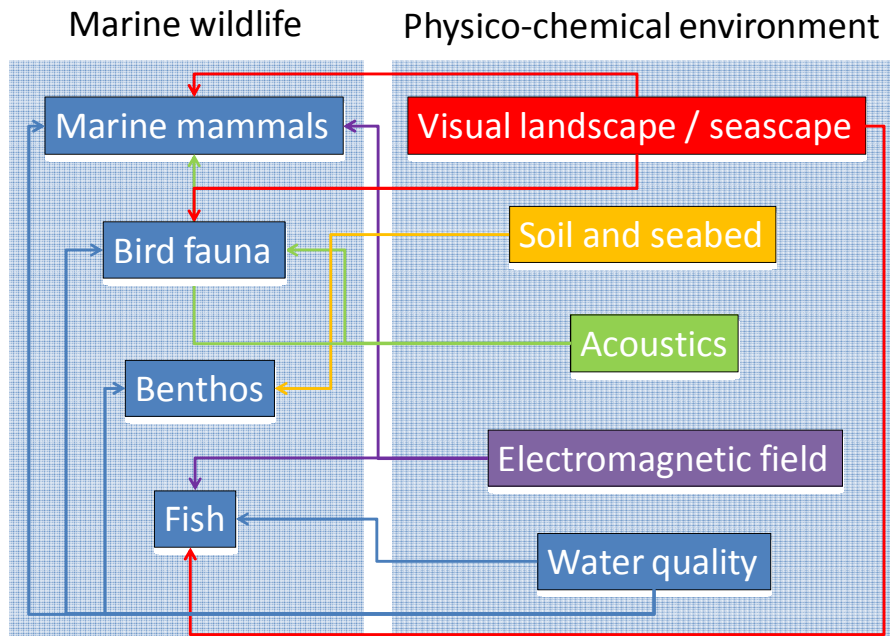 Marine wildlife
Physico-chemical environment
Marine mammals
Visual landscape / seascape
Bird fauna
Soil and seabed
Acoustics
Benthos
Electromagnetic field
Fish
Water quality